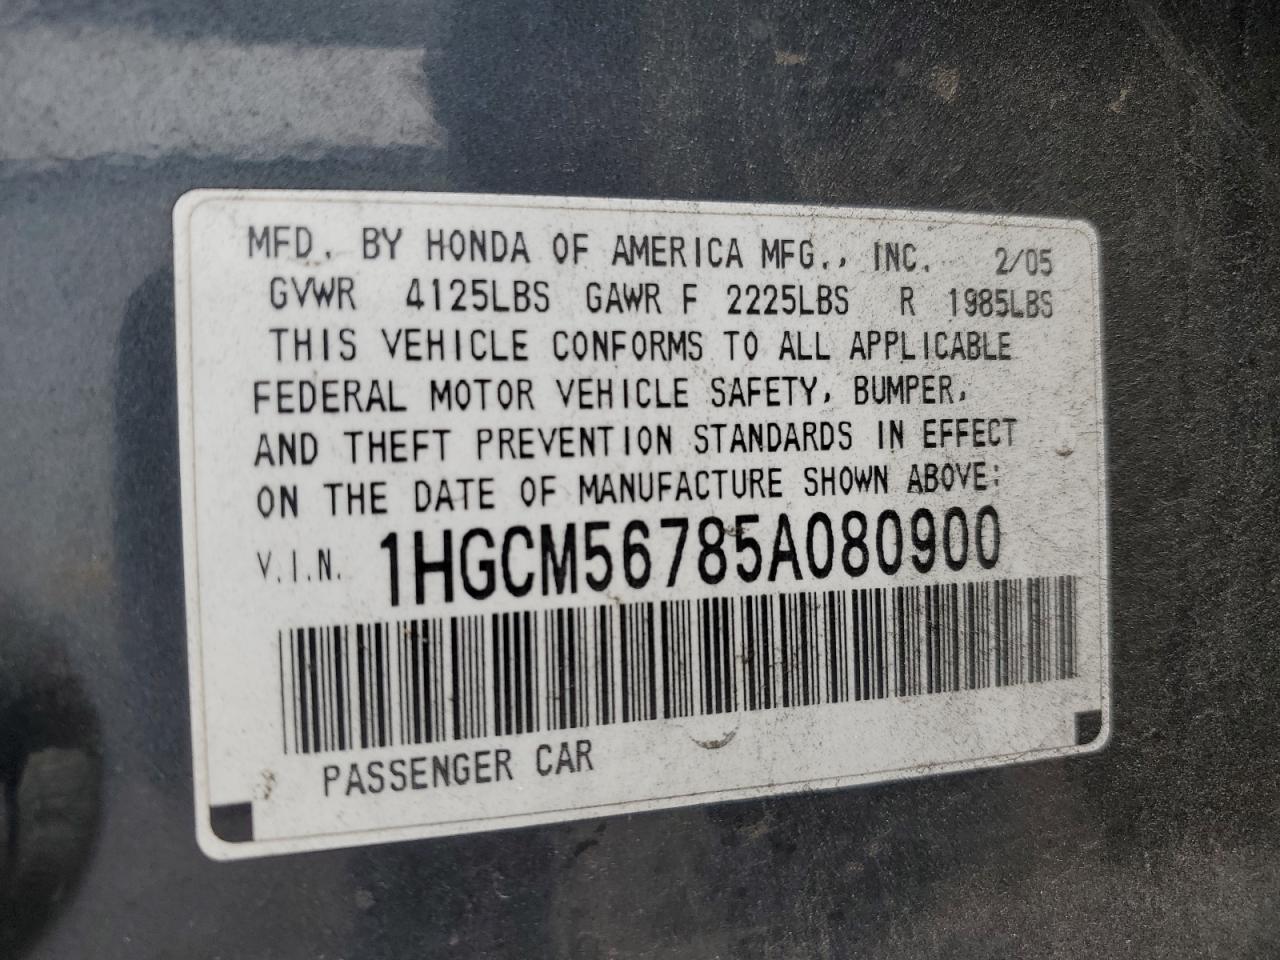 MFD. BY HONDA OF AMERICA MFG., INC. 2/05
GVWR 4125LBS GAWR F 2225LBS R 1985LBS
THIS VEHICLE CONFORMS TO ALL APPLICABLE
FEDERAL MOTOR VEHICLE SAFETY, BUMPER,
AND THEFT PREVENTION STANDARDS IN EFFECT
ON THE DATE OF MANUFACTURE SHOWN ABOVE:
V.I.N. 1HGCM56785A080900
PASSENGER CAR